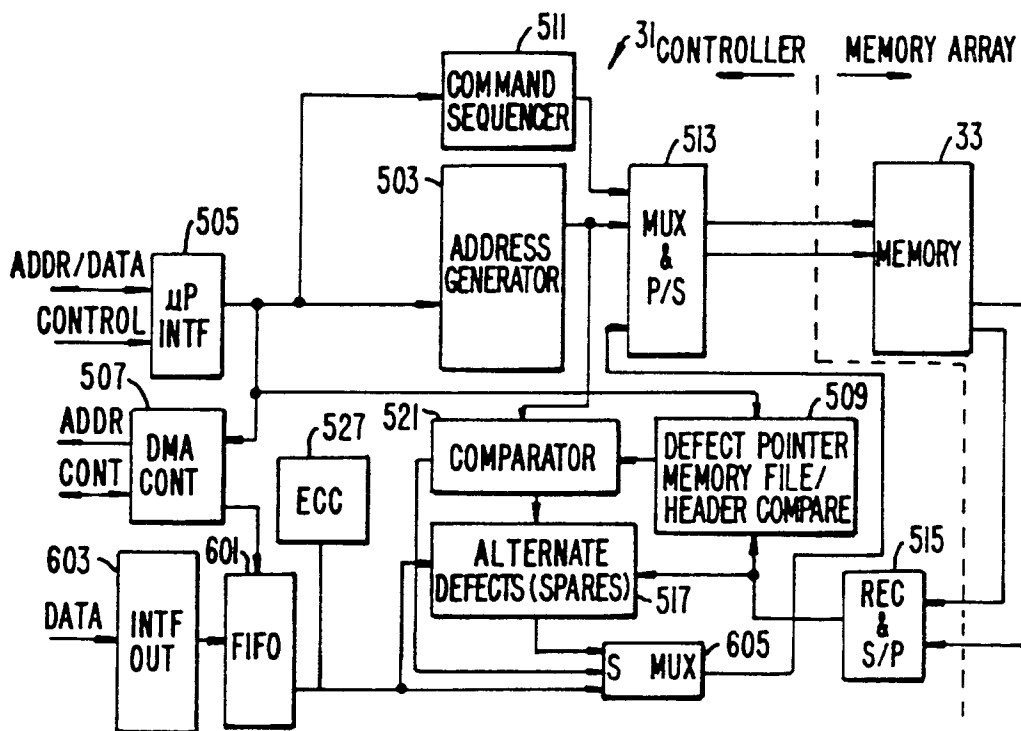 511
31 CONTROLLER
MEMORY ARRAY
COMMAND
SEQUENCER
513
33
503
505
ADDR/DATA
μP
INTF
CONTROL
ADDRESS
GENERATOR
MUX
&
P/S
MEMORY
507
ADDR
CONT
DMA
CONT
527
ECC
521
COMPARATOR
509
DEFECT POINTER
MEMORY FILE/
HEADER COMPARE
603
601
DATA
INTF
OUT
FIFO
ALTERNATE
DEFECTS (SPARES)
517
515
REC
&
S/P
605
S MUX